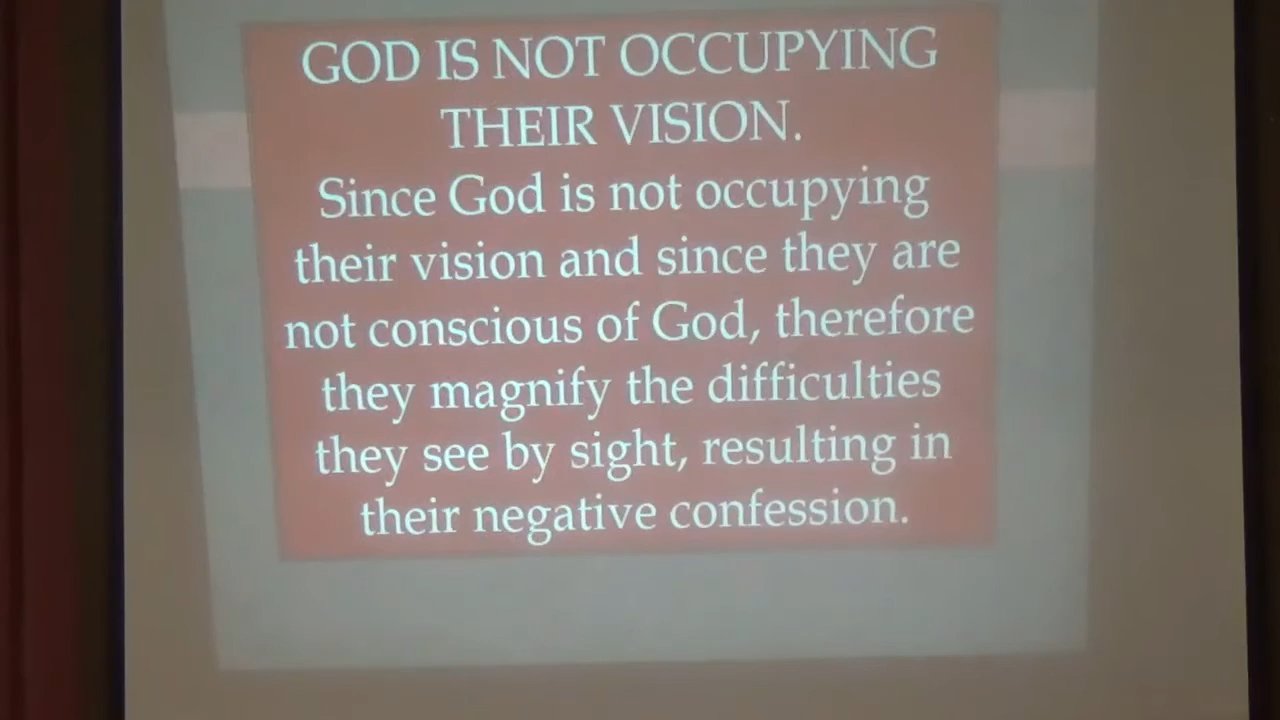 GOD IS NOT OCCUPYING
THEIR VISION.
Since God is not occupying
their vision and since they are
not conscious of God, therefore
they magnify the difficulties
they see by sight, resulting in
their negative confession.